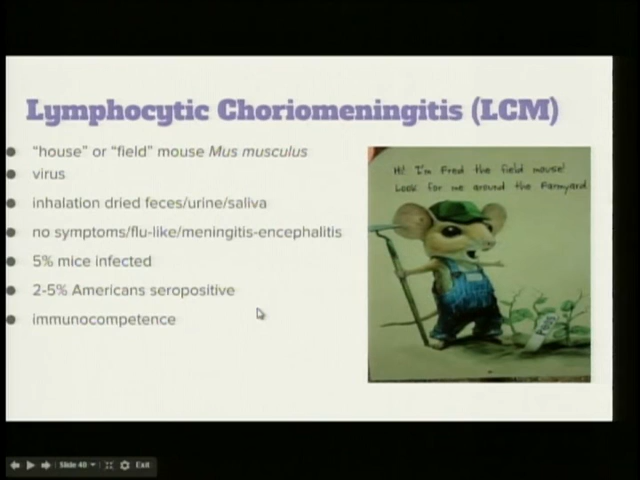 Lymphocytic Choriomeningitis (LCM)
“house” or “field” mouse Mus musculus
virus
inhalation dried feces/urine/saliva
no symptoms/flu-like/meningitis-encephalitis
5% mice infected
2-5% Americans seropositive
immunocompetence
Hi! I'm Fred the field mouse!
Look for me around the Farmyard
Peas
Slide 40
Exit